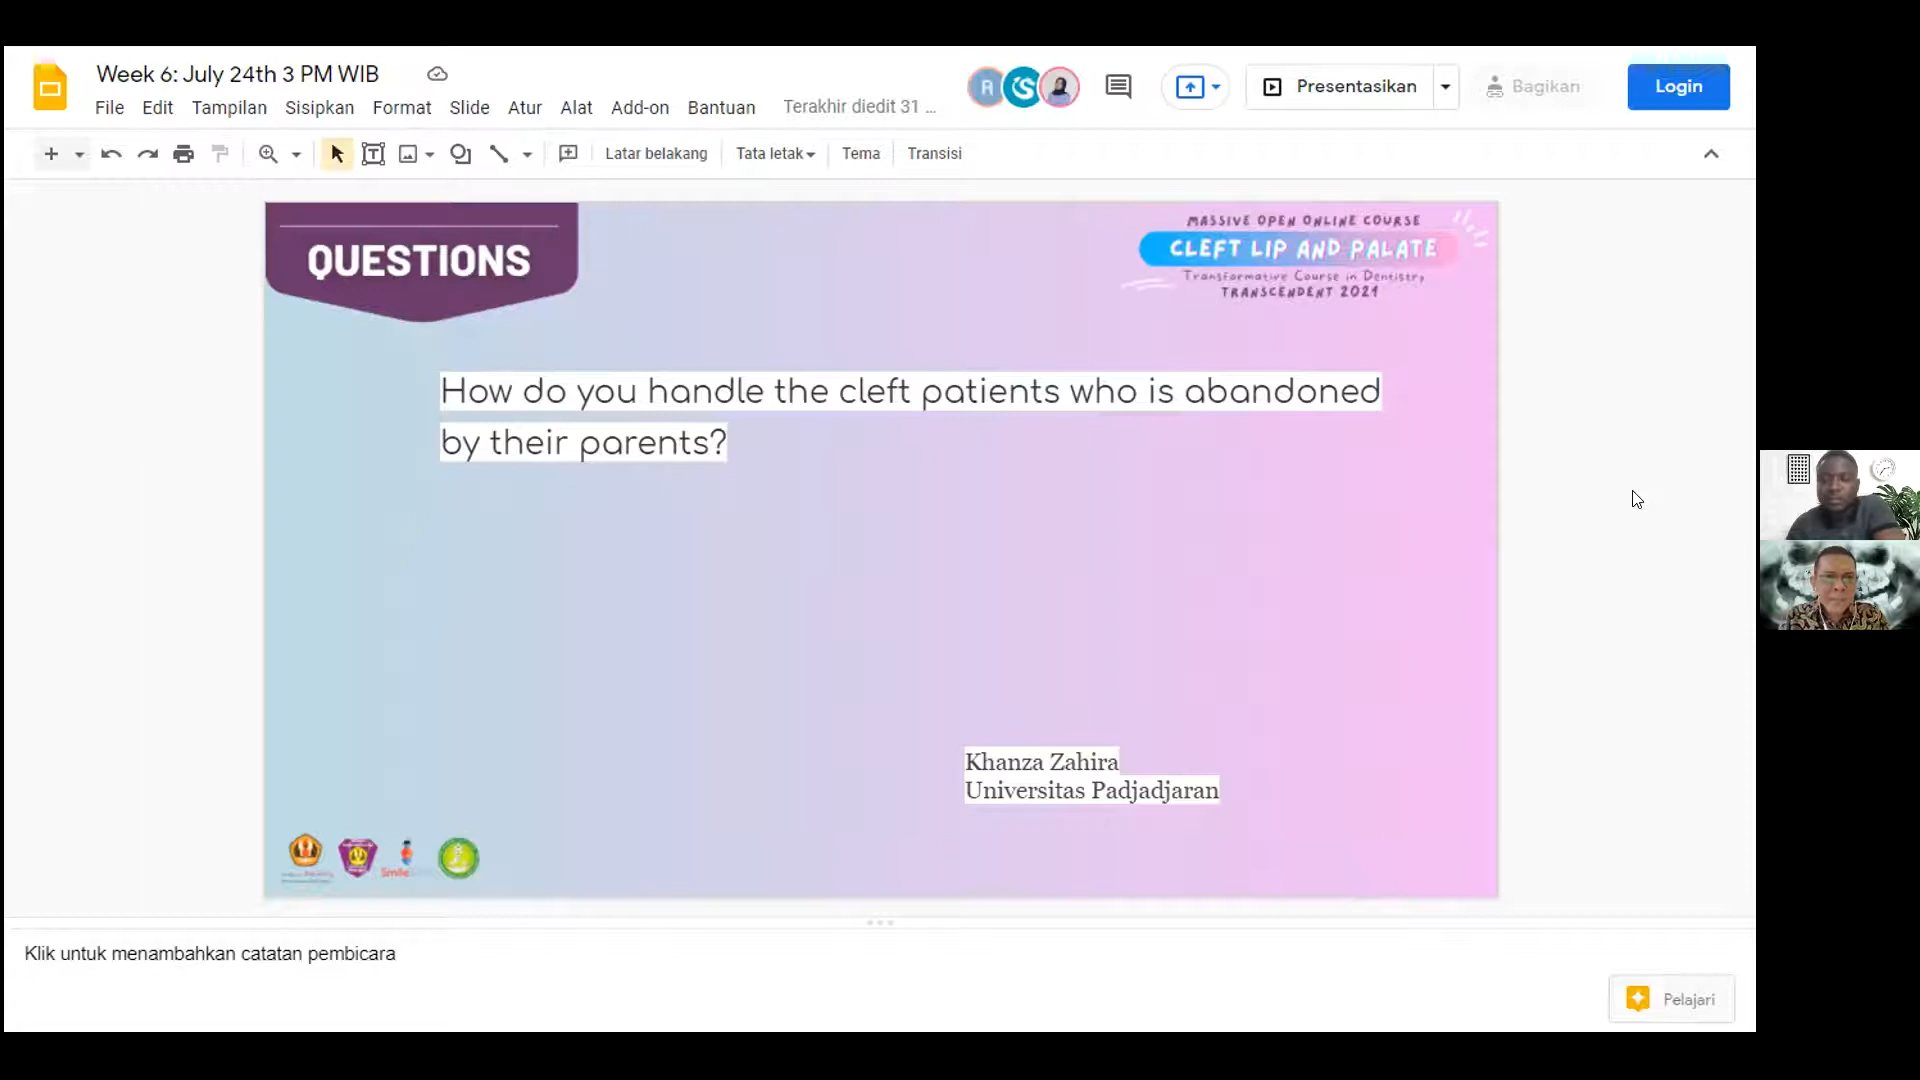 Week 6: July 24th 3 PM WIB
File Edit Tampilan Sisipkan Format Slide Atur Alat Add-on Bantuan Terakhir diedit 31 ...
Presentasikan
Bagikan
Login
Latar belakang Tata letak Tema Transisi
QUESTIONS
MASSIVE OPEN ONLINE COURSE
CLEFT LIP AND PALATE
Transformative Course in Dentistry
TRANSCENDENT 2021
How do you handle the cleft patients who is abandoned
by their parents?
Khanza Zahira
Universitas Padjadjaran
Smile
Klik untuk menambahkan catatan pembicara
Pelajari